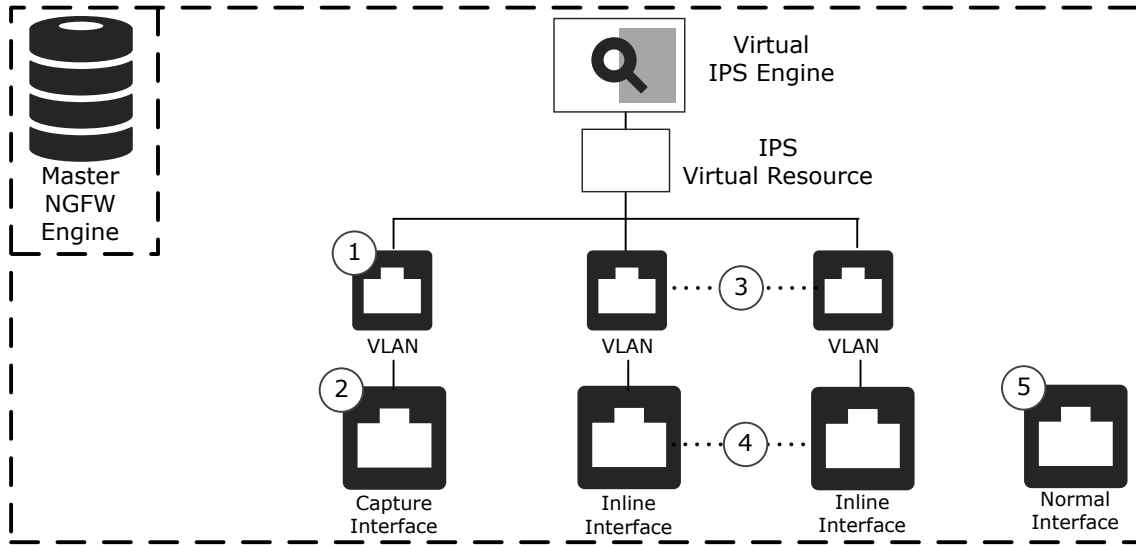 Virtual
IPS Engine
Master
NGFW
Engine
IPS
Virtual Resource
1
3
VLAN
VLAN
VLAN
2
4
5
Capture
Interface
Inline
Interface
Inline
Interface
Normal
Interface